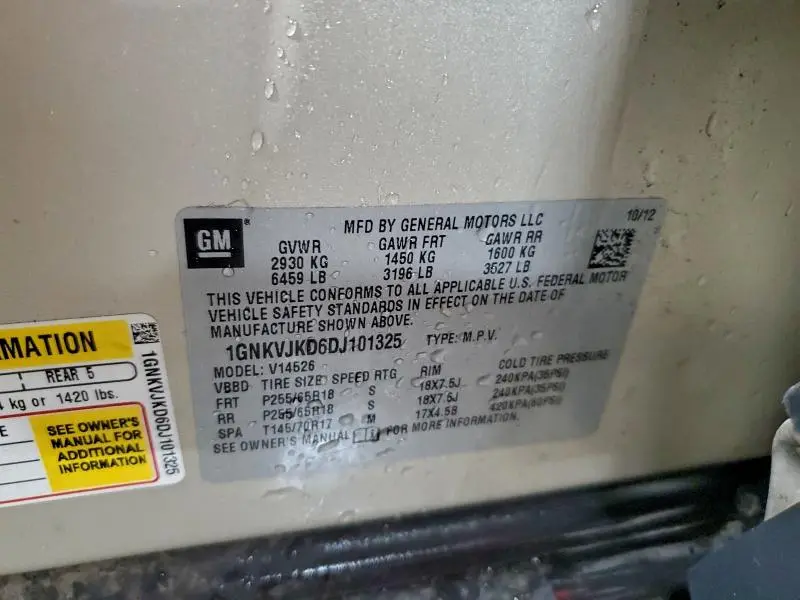 GM
MFD BY GENERAL MOTORS LLC
10/12
GVWR GAWR FRT GAWR RR
2930 KG 1450 KG 1600 KG
6459 LB 3196 LB 3527 LB
THIS VEHICLE CONFORMS TO ALL APPLICABLE U.S. FEDERAL MOTOR
VEHICLE SAFETY STANDARDS IN EFFECT ON THE DATE OF
MANUFACTURE SHOWN ABOVE.
1GNKVJKD6DJ101325 TYPE: M.P.V.
MODEL: V14526
VBBD TIRE SIZE SPEED RTG RIM COLD TIRE PRESSURE
FRT P255/65R18 S 18X7.5J 240KPA(35PSI)
RR P255/65R18 S 18X7.5J 240KPA(35PSI)
SPA T145/70R17 M 17X4.5B 420KPA(60PSI)
SEE OWNER'S MANUAL FOR MORE INFORMATION.
MATION
REAR 5
kg or 1420 lbs.
SEE OWNER'S
MANUAL FOR
ADDITIONAL
INFORMATION
1GNKVJKD6DJ101325